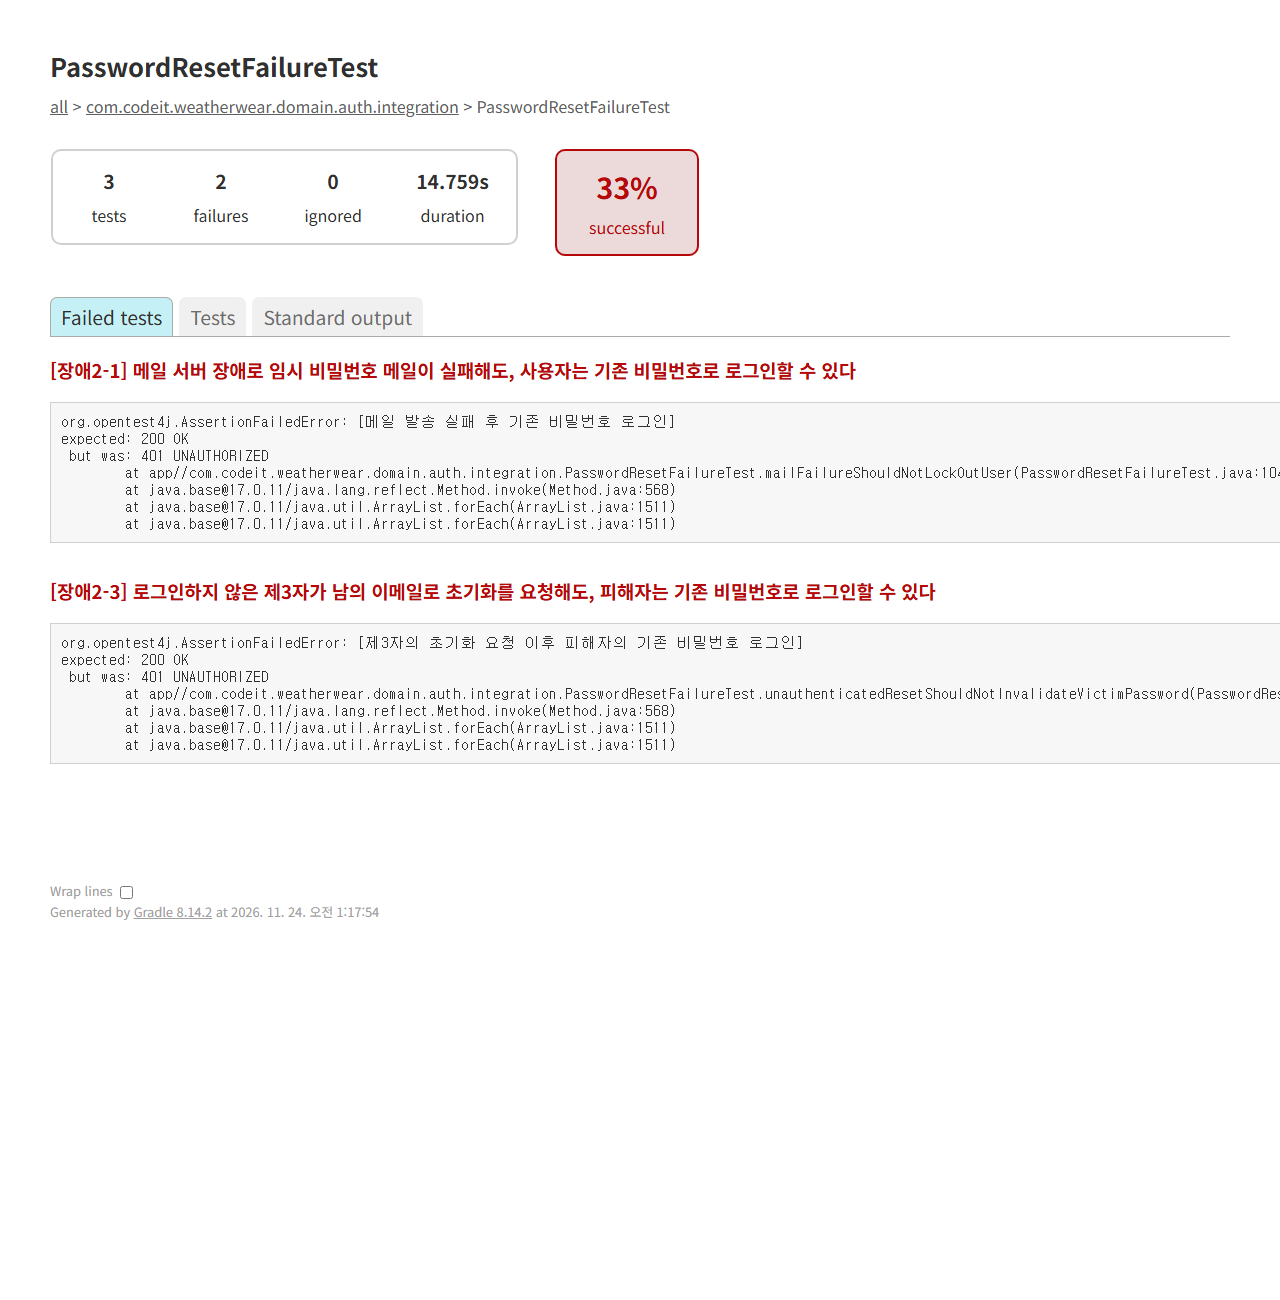 PasswordResetFailureTest
all > com.codeit.weatherwear.domain.auth.integration > PasswordResetFailureTest
3 2 0 14.759s
tests failures ignored duration
33%
successful
Failed tests Tests Standard output
[장애2-1] 메일 서버 장애로 임시 비밀번호 메일이 실패해도, 사용자는 기존 비밀번호로 로그인할 수 있다
org.opentest4j.AssertionFailedError: [메일 발송 실패 후 기존 비밀번호 로그인]
expected: 200 OK
but was: 401 UNAUTHORIZED
at app//com.codeit.weatherwear.domain.auth.integration.PasswordResetFailureTest.mailFailureShouldNotLockOutUser(PasswordResetFailureTest.java:104
at java.base@17.0.11/java.lang.reflect.Method.invoke(Method.java:568)
at java.base@17.0.11/java.util.ArrayList.forEach(ArrayList.java:1511)
at java.base@17.0.11/java.util.ArrayList.forEach(ArrayList.java:1511)
[장애2-3] 로그인하지 않은 제3자가 남의 이메일로 초기화를 요청해도, 피해자는 기존 비밀번호로 로그인할 수 있다
org.opentest4j.AssertionFailedError: [제3자의 초기화 요청 이후 피해자의 기존 비밀번호 로그인]
expected: 200 OK
but was: 401 UNAUTHORIZED
at app//com.codeit.weatherwear.domain.auth.integration.PasswordResetFailureTest.unauthenticatedResetShouldNotInvalidateVictimPassword(PasswordRes
at java.base@17.0.11/java.lang.reflect.Method.invoke(Method.java:568)
at java.base@17.0.11/java.util.ArrayList.forEach(ArrayList.java:1511)
at java.base@17.0.11/java.util.ArrayList.forEach(ArrayList.java:1511)
Wrap lines
Generated by Gradle 8.14.2 at 2026. 11. 24. 오전 1:17:54